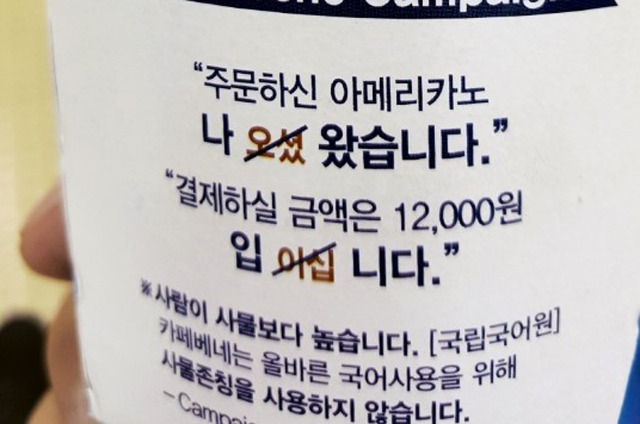 Campaign
“주문하신 아메리카노
나 오셨 왔습니다.”
“결제하실 금액은 12,000원
입 이십 니다.”
※사람이 사물보다 높습니다. [국립국어원]
카페베네는 올바른 국어사용을 위해
사물존칭을 사용하지 않습니다.
– Campai